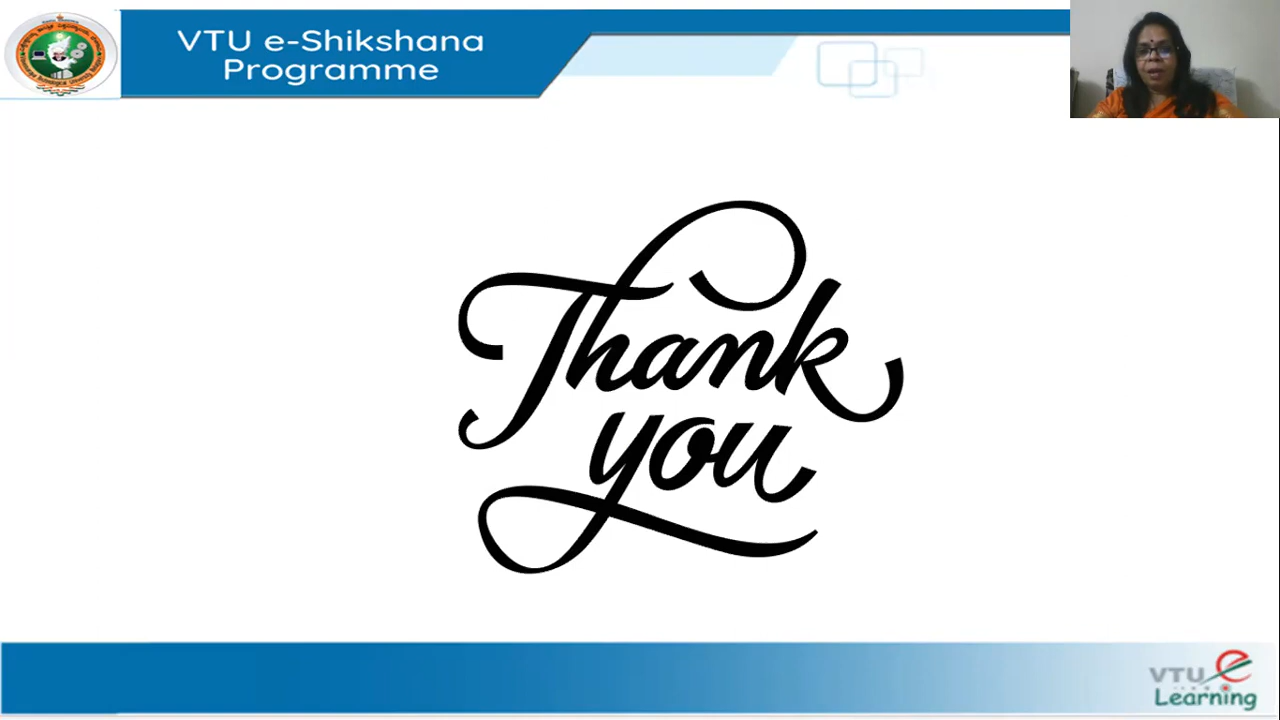 VTU e-Shikshana
Programme
Thank
you
VTU
Learning